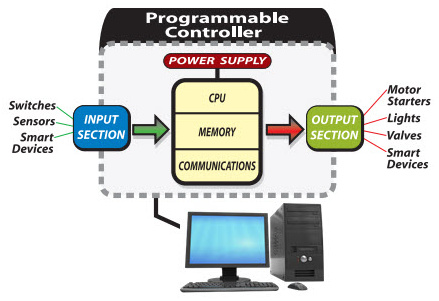 Programmable
Controller
POWER SUPPLY
Switches
Sensors
Smart
Devices
INPUT
SECTION
CPU
MEMORY
COMMUNICATIONS
OUTPUT
SECTION
Motor
Starters
Lights
Valves
Smart
Devices